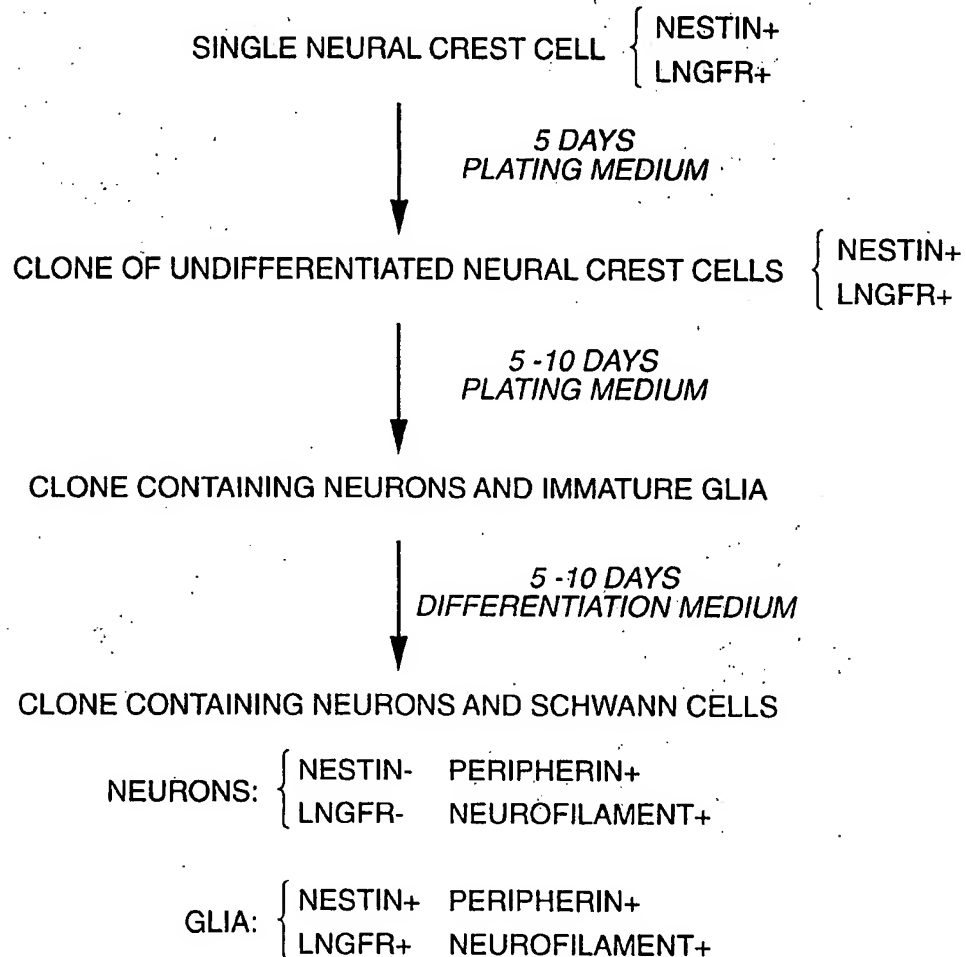 SINGLE NEURAL CREST CELL { NESTIN+
LNGFR+
5 DAYS
PLATING MEDIUM
CLONE OF UNDIFFERENTIATED NEURAL CREST CELLS { NESTIN+
LNGFR+
5-10 DAYS
PLATING MEDIUM
CLONE CONTAINING NEURONS AND IMMATURE GLIA
5-10 DAYS
DIFFERENTIATION MEDIUM
CLONE CONTAINING NEURONS AND SCHWANN CELLS
NEURONS: { NESTIN- PERIPHERIN+
LNGFR- NEUROFILAMENT+
GLIA: { NESTIN+ PERIPHERIN+
LNGFR+ NEUROFILAMENT+